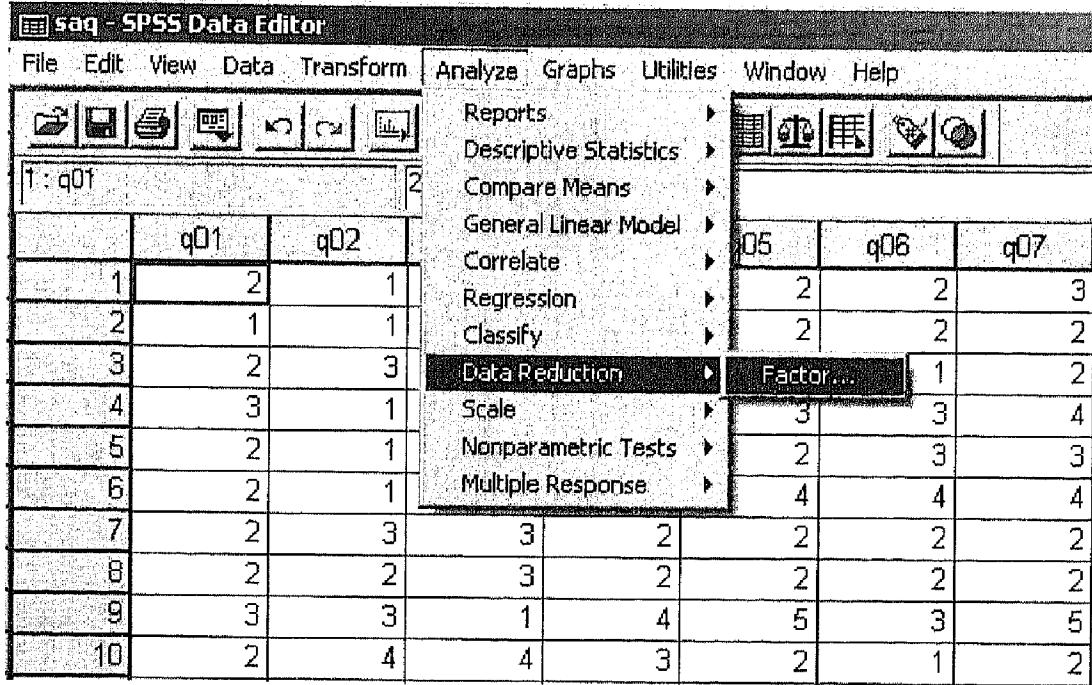 saq - SPSS Data Editor
File Edit View Data Transform Analyze Graphs Utilities Window Help
Reports
Descriptive Statistics
Compare Means
General Linear Model
Correlate
Regression
Classify
Data Reduction
Factor...
Scale
Nonparametric Tests
Multiple Response
1 : q01 2
q01 q02 q05 q06 q07
1 2 1 2 2 3
2 1 1 2 2 2
3 2 3 1 2
4 3 1 3 3 4
5 2 1 2 3 3
6 2 1 4 4 4
7 2 3 3 2 2 2 2
8 2 2 3 2 2 2 2
9 3 3 1 4 5 3 5
10 2 4 4 3 2 1 2